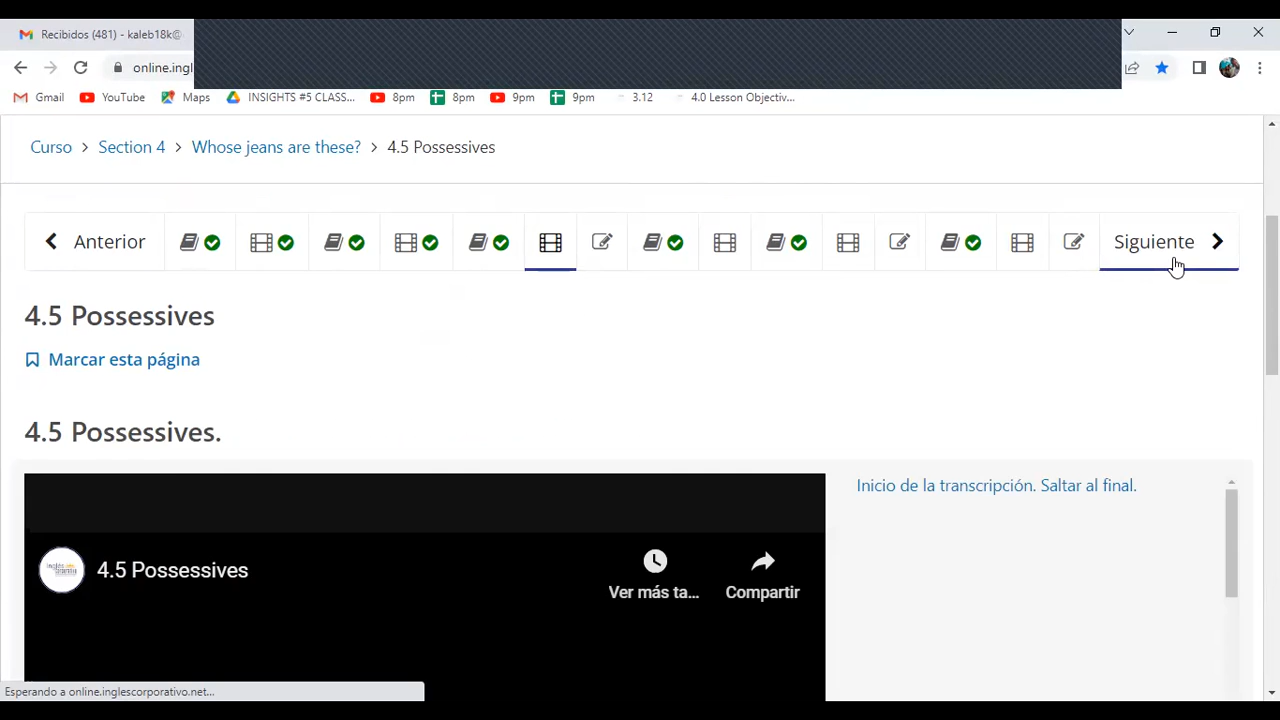 Recibidos (481) - kaleb18k@
online.ingl
Gmail YouTube Maps INSIGHTS #5 CLASS... 8pm 8pm 9pm 9pm 3.12 4.0 Lesson Objectiv...
Curso > Section 4 > Whose jeans are these? > 4.5 Possessives
Anterior Siguiente
4.5 Possessives
Marcar esta página
4.5 Possessives.
Inicio de la transcripción. Saltar al final.
4.5 Possessives
Ver más ta... Compartir
Esperando a online.inglescorporativo.net...